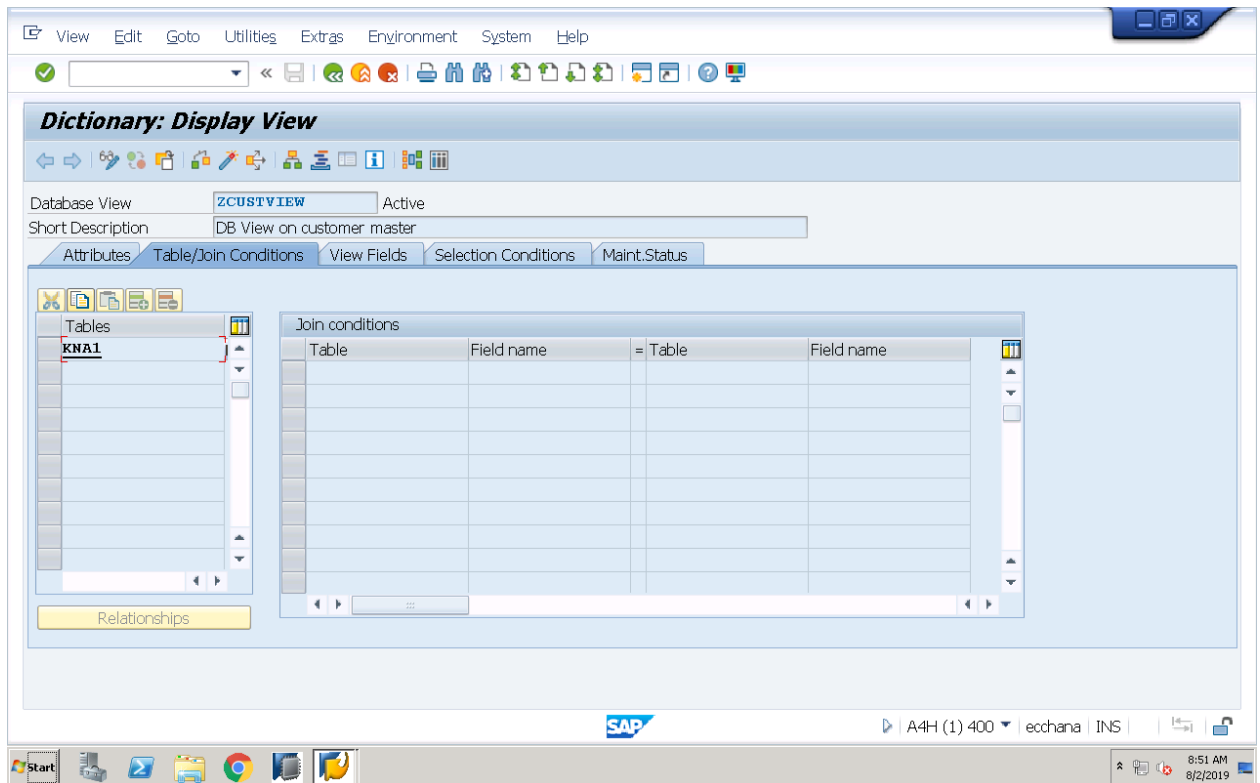 View Edit Goto Utilities Extras Environment System Help
Dictionary: Display View
Database View ZCUSTVIEW Active
Short Description DB View on customer master
Attributes Table/Join Conditions View Fields Selection Conditions Maint.Status
Tables
Join conditions
KNA1
Table Field name = Table Field name
Relationships
SAP
A4H (1) 400 ecchana INS
Start
8:51 AM
8/2/2019